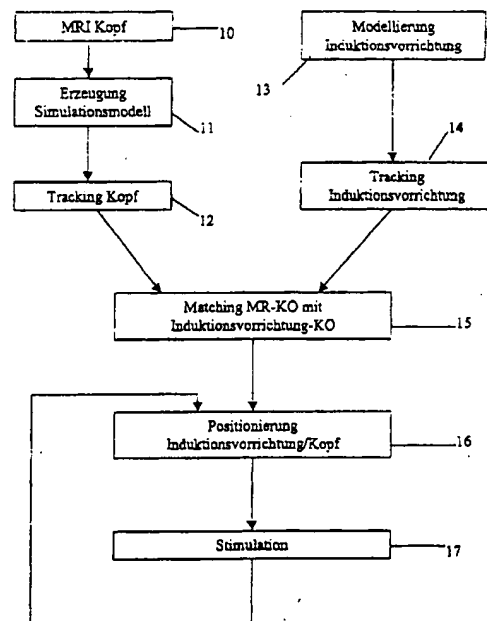 MRI Kopf
10
Modellierung
Induktionsvorrichtung
13
Erzeugung
Simulationsmodell
11
14
Tracking Kopf
12
Tracking
Induktionsvorrichtung
Matching MR-KO mit
Induktionsvorrichtung-KO
15
Positionierung
Induktionsvorrichtung/Kopf
16
Stimulation
17